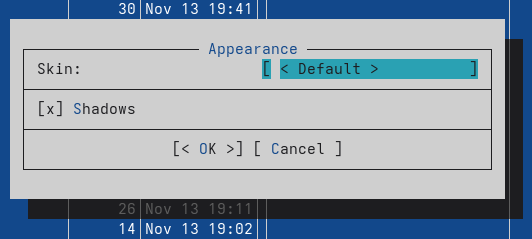 30 Nov 13 19:41
Appearance
Skin: [ < Default > ]
[x] Shadows
[< OK >] [ Cancel ]
26 Nov 13 19:11
14 Nov 13 19:02